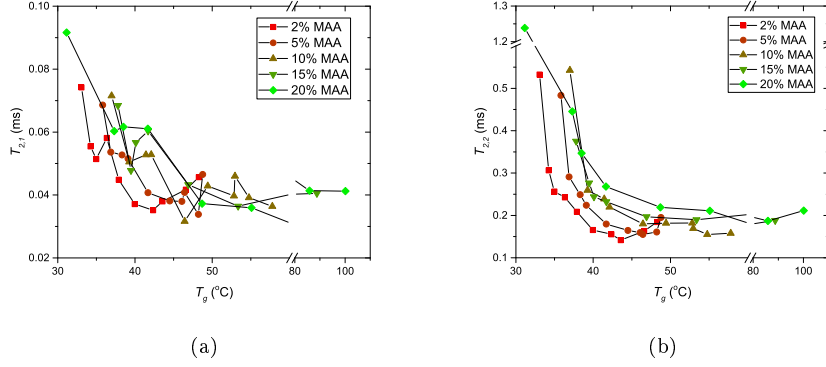 0.10
0.08
0.06
0.04
0.02
T2,1 (ms)
30 40 50 80 100
Tg (°C)
2% MAA
5% MAA
10% MAA
15% MAA
20% MAA
(a)
1.3
1.2
0.5
0.4
0.3
0.2
0.1
T2,2 (ms)
30 40 50 80 100
Tg (°C)
2% MAA
5% MAA
10% MAA
15% MAA
20% MAA
(b)